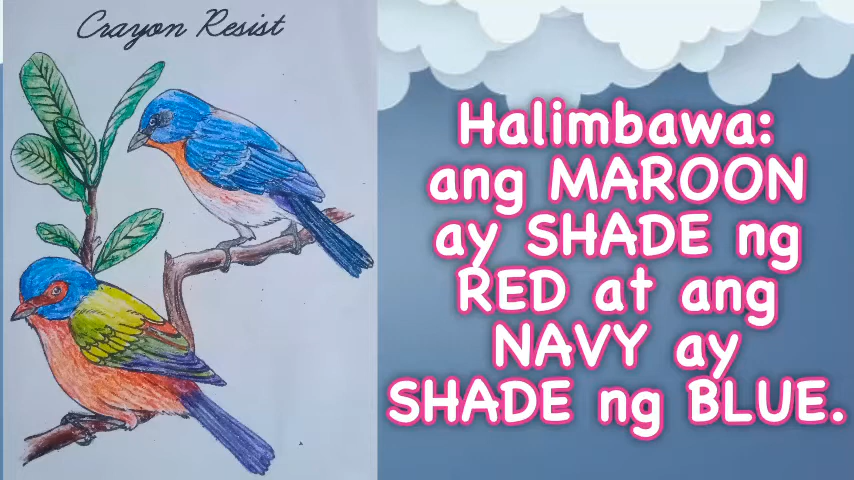 Crayon Resist
Halimbawa:
ang MAROON
ay SHADE ng
RED at ang
NAVY ay
SHADE ng BLUE.